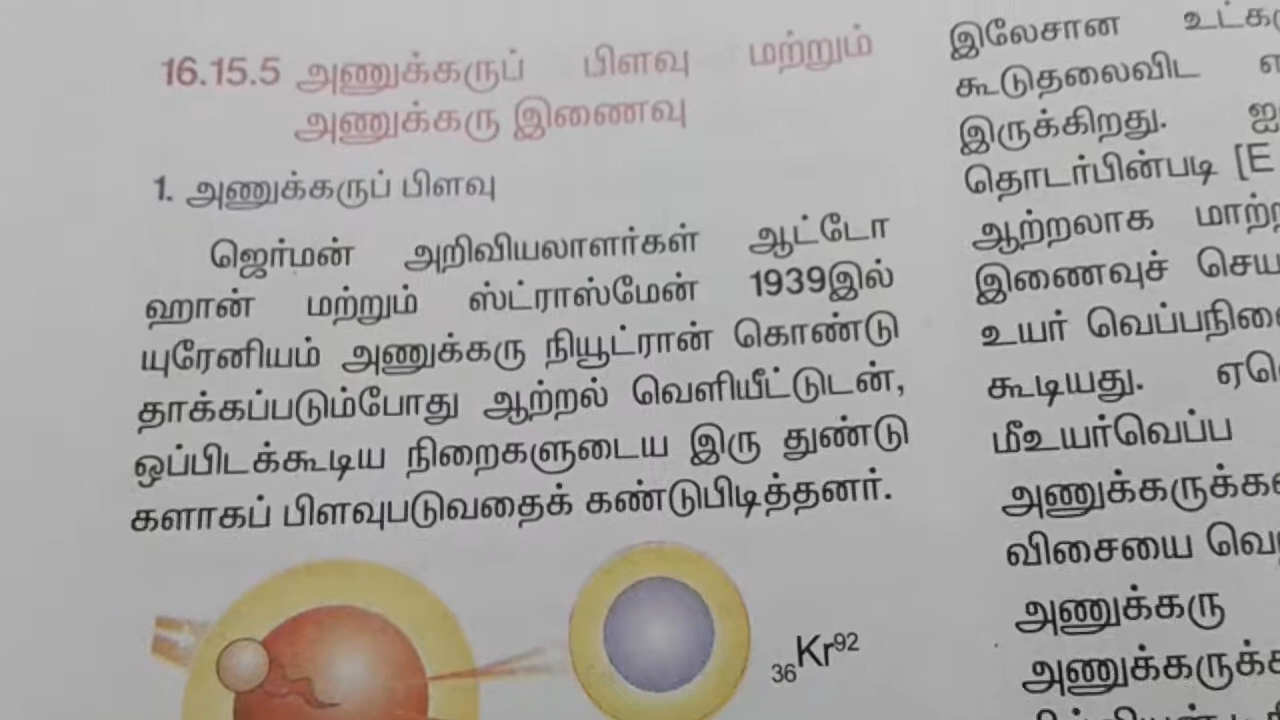 16.15.5 அணுக்கருப் பிளவு மற்றும்
அணுக்கரு இணைவு
1. அணுக்கருப் பிளவு
ஜெர்மன் அறிவியலாளர்கள் ஆட்டோ
ஹான் மற்றும் ஸ்ட்ராஸ்மேன் 1939இல்
யுரேனியம் அணுக்கரு நியூட்ரான் கொண்டு
தாக்கப்படும்போது ஆற்றல் வெளியீட்டுடன்,
ஒப்பிடக்கூடிய நிறைகளுடைய இரு துண்டு
களாகப் பிளவுபடுவதைக் கண்டுபிடித்தனர்.
₃₆Kr⁹²
இலேசான
கூடுதலைவிட
இருக்கிறது.
தொடர்பின்படி [E
ஆற்றலாக
இணைவுச்
உயர்
கூடியது.
மீஉயர்வெப்ப
விசையை
அணுக்கரு